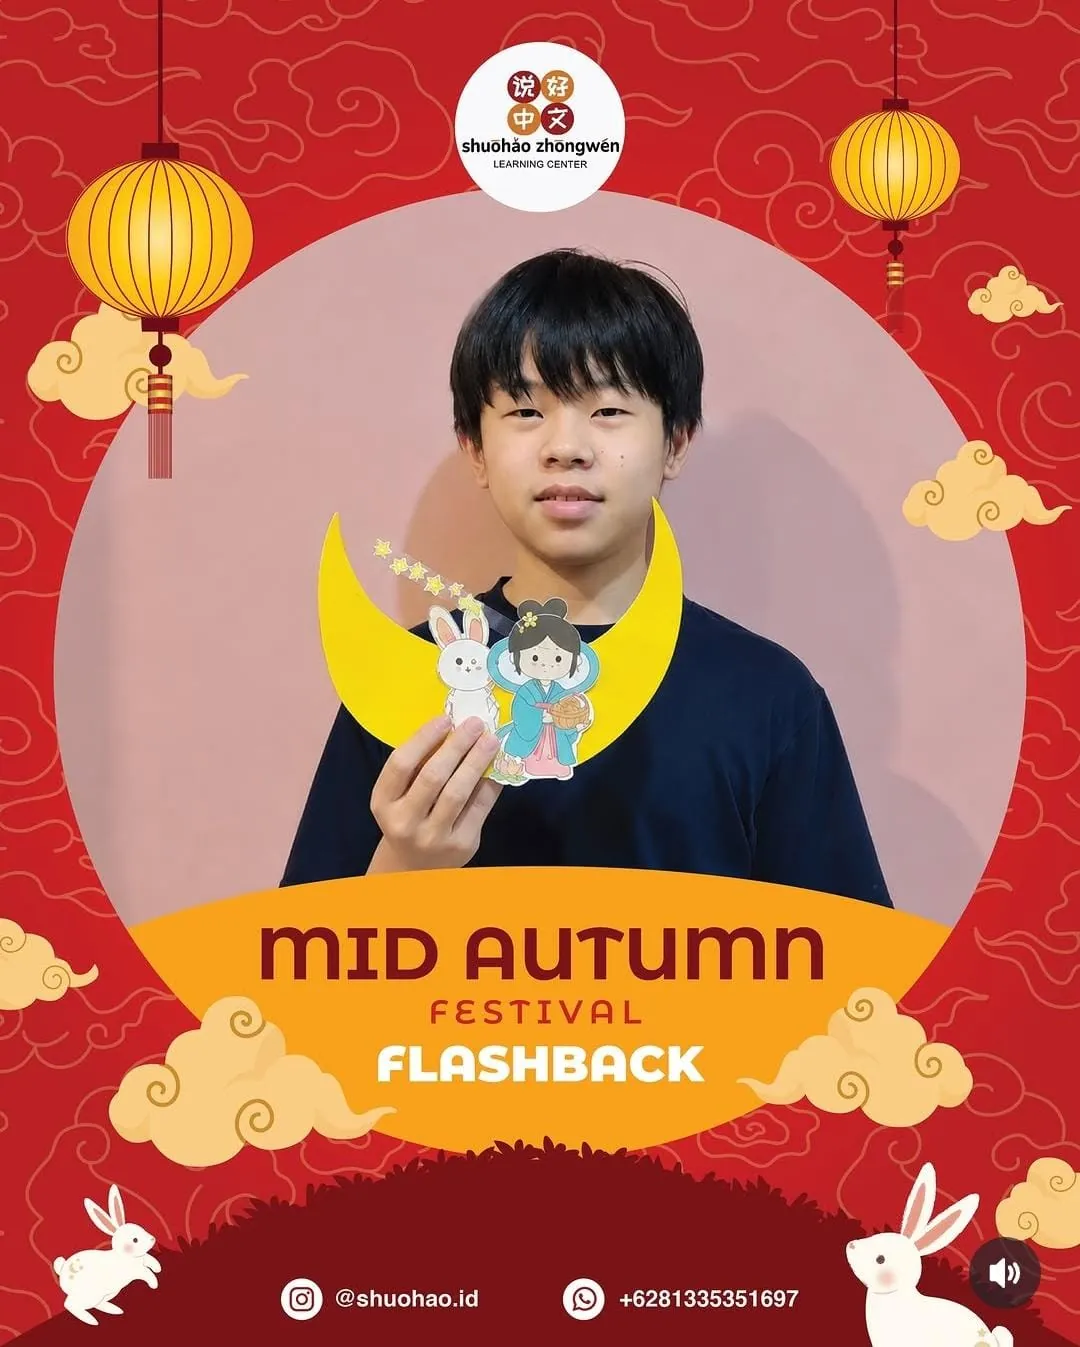 说好
中文
shuōhǎo zhōngwén
LEARNING CENTER
MID AUTUMN
FESTIVAL
FLASHBACK
@shuohao.id
+6281335351697